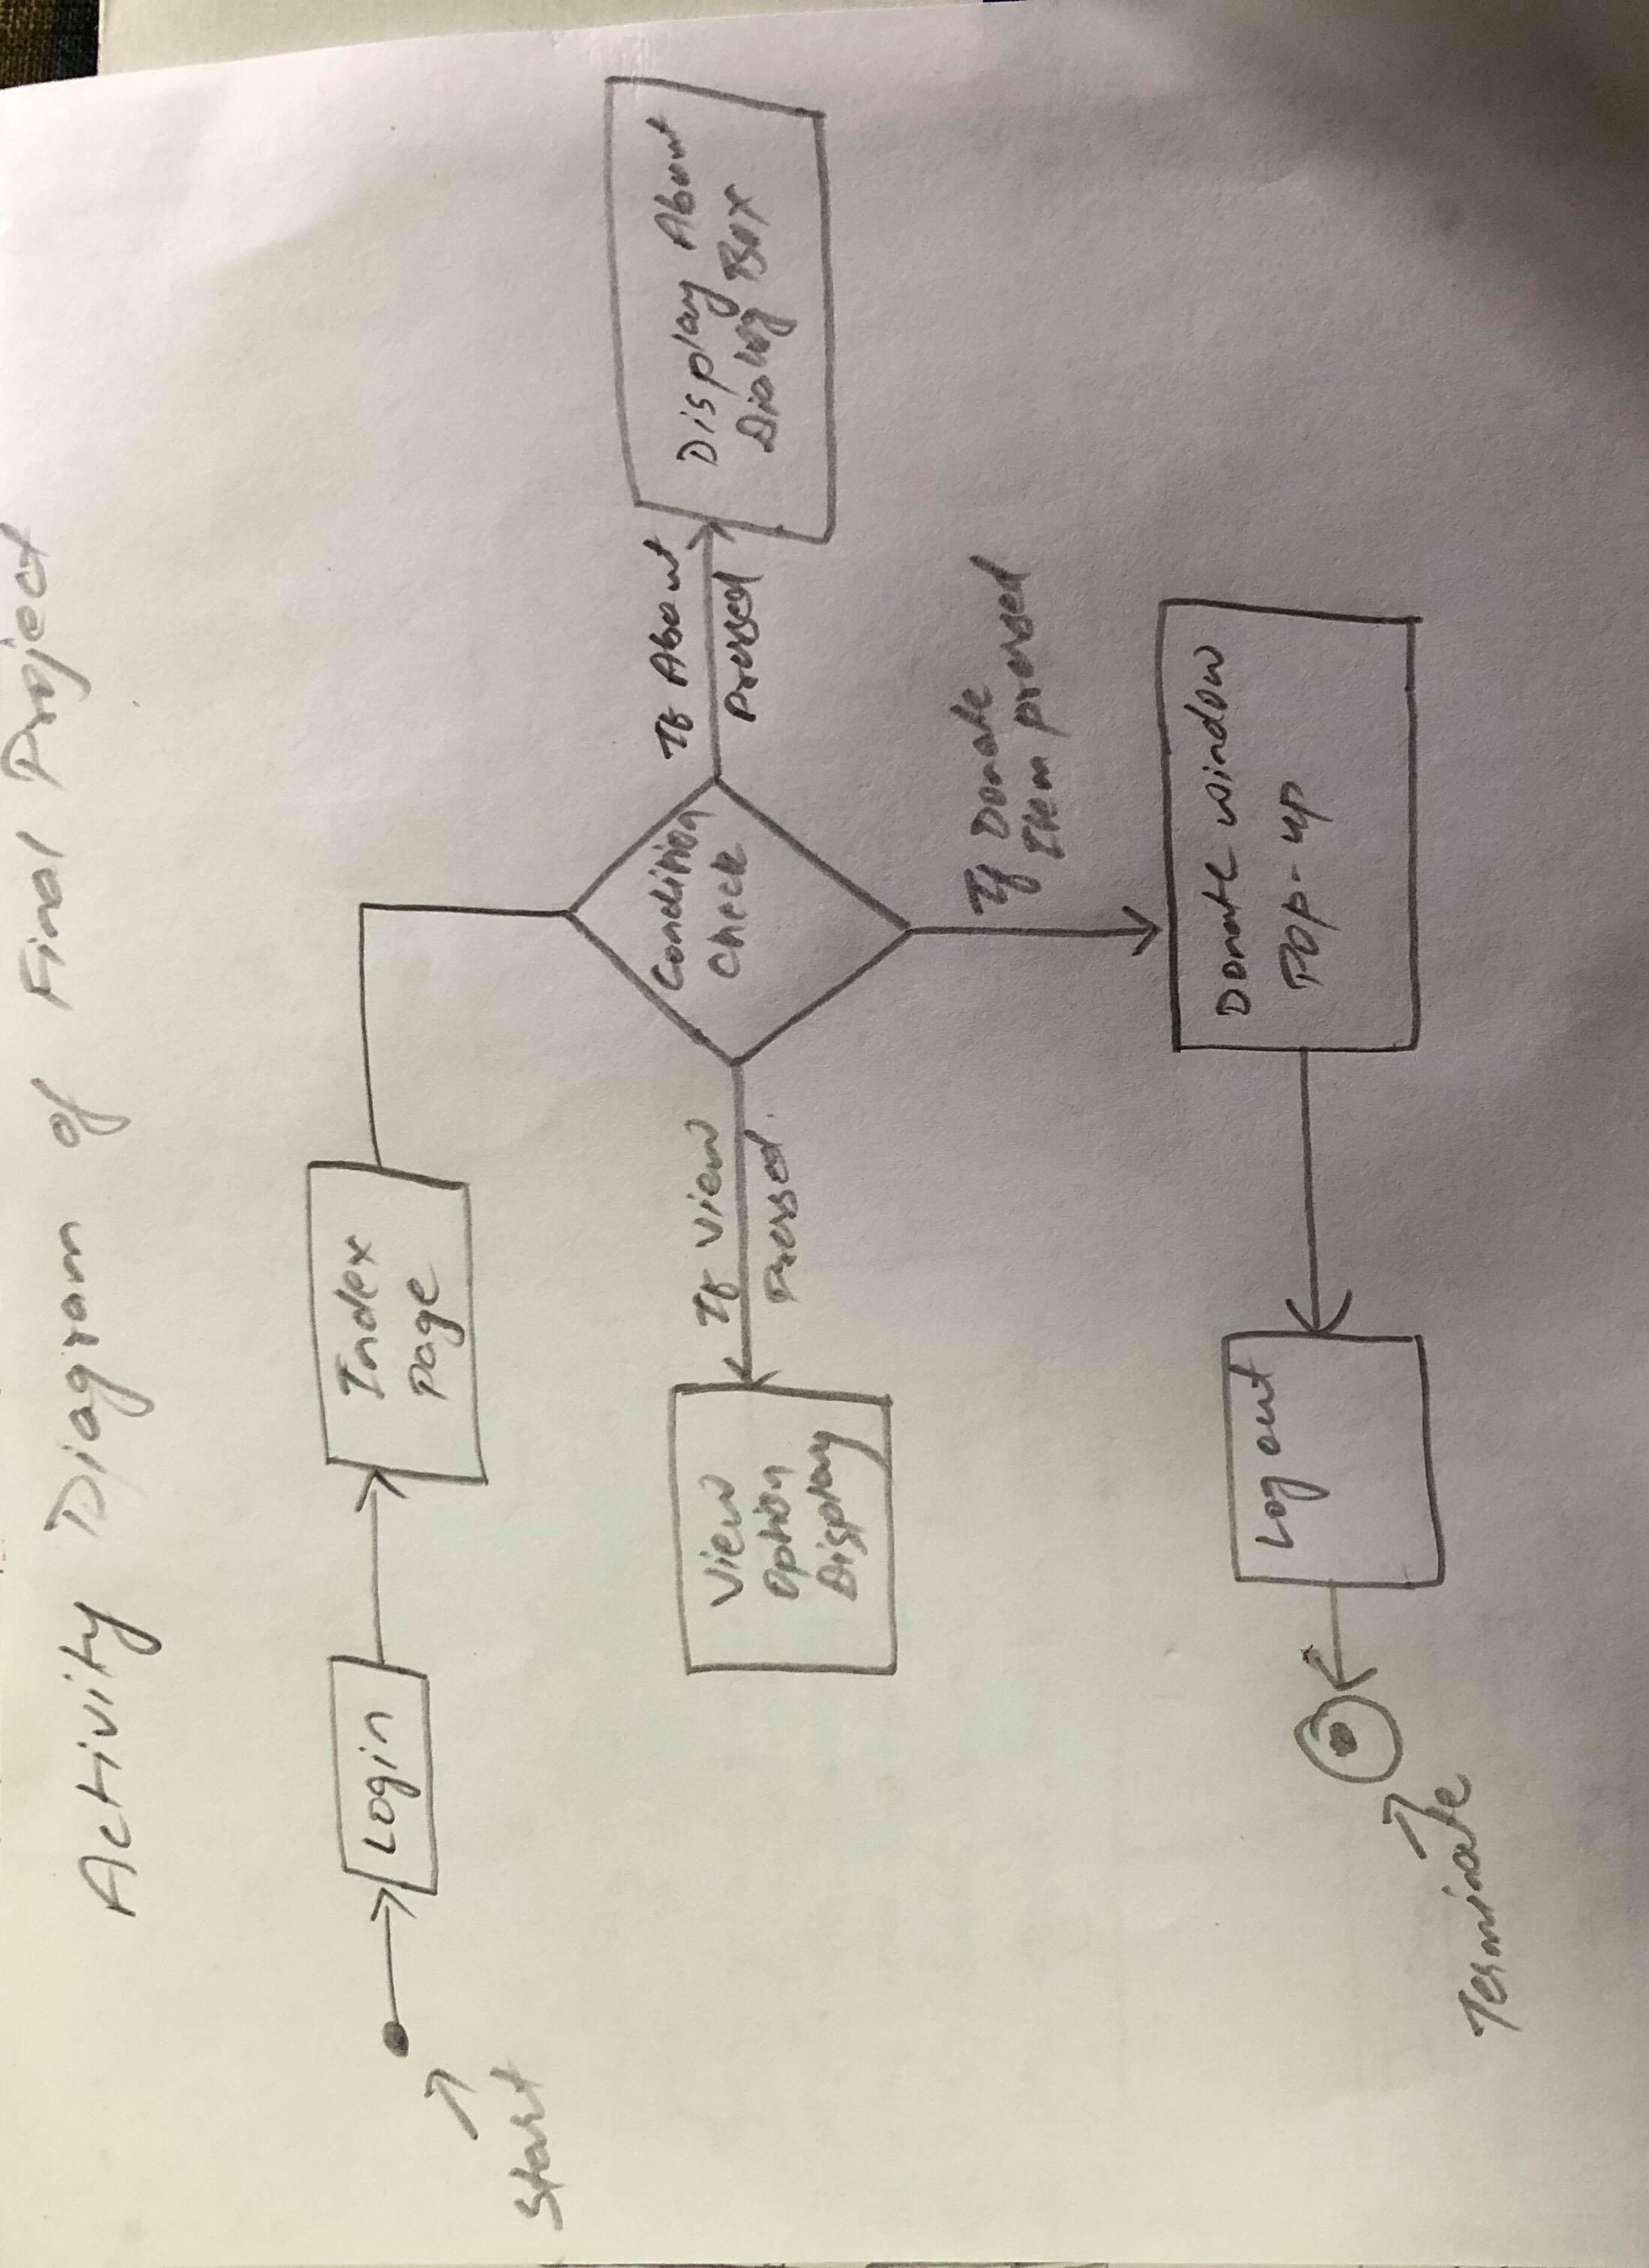 Activity Diagram of Final Project
Start
Login
Index
Page
Condition
Check
If View
Pressed.
View
Option
Display
If About
Pressed
Display About
Dialog Box
If Donate
Item pressed
Donate window
Pop-up
Log out
Terminate